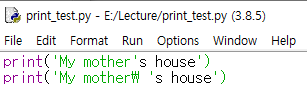 print_test.py - E:/Lecture/print_test.py (3.8.5)
File Edit Format Run Options Window Help
print('My mother's house')
print('My mother₩ 's house')